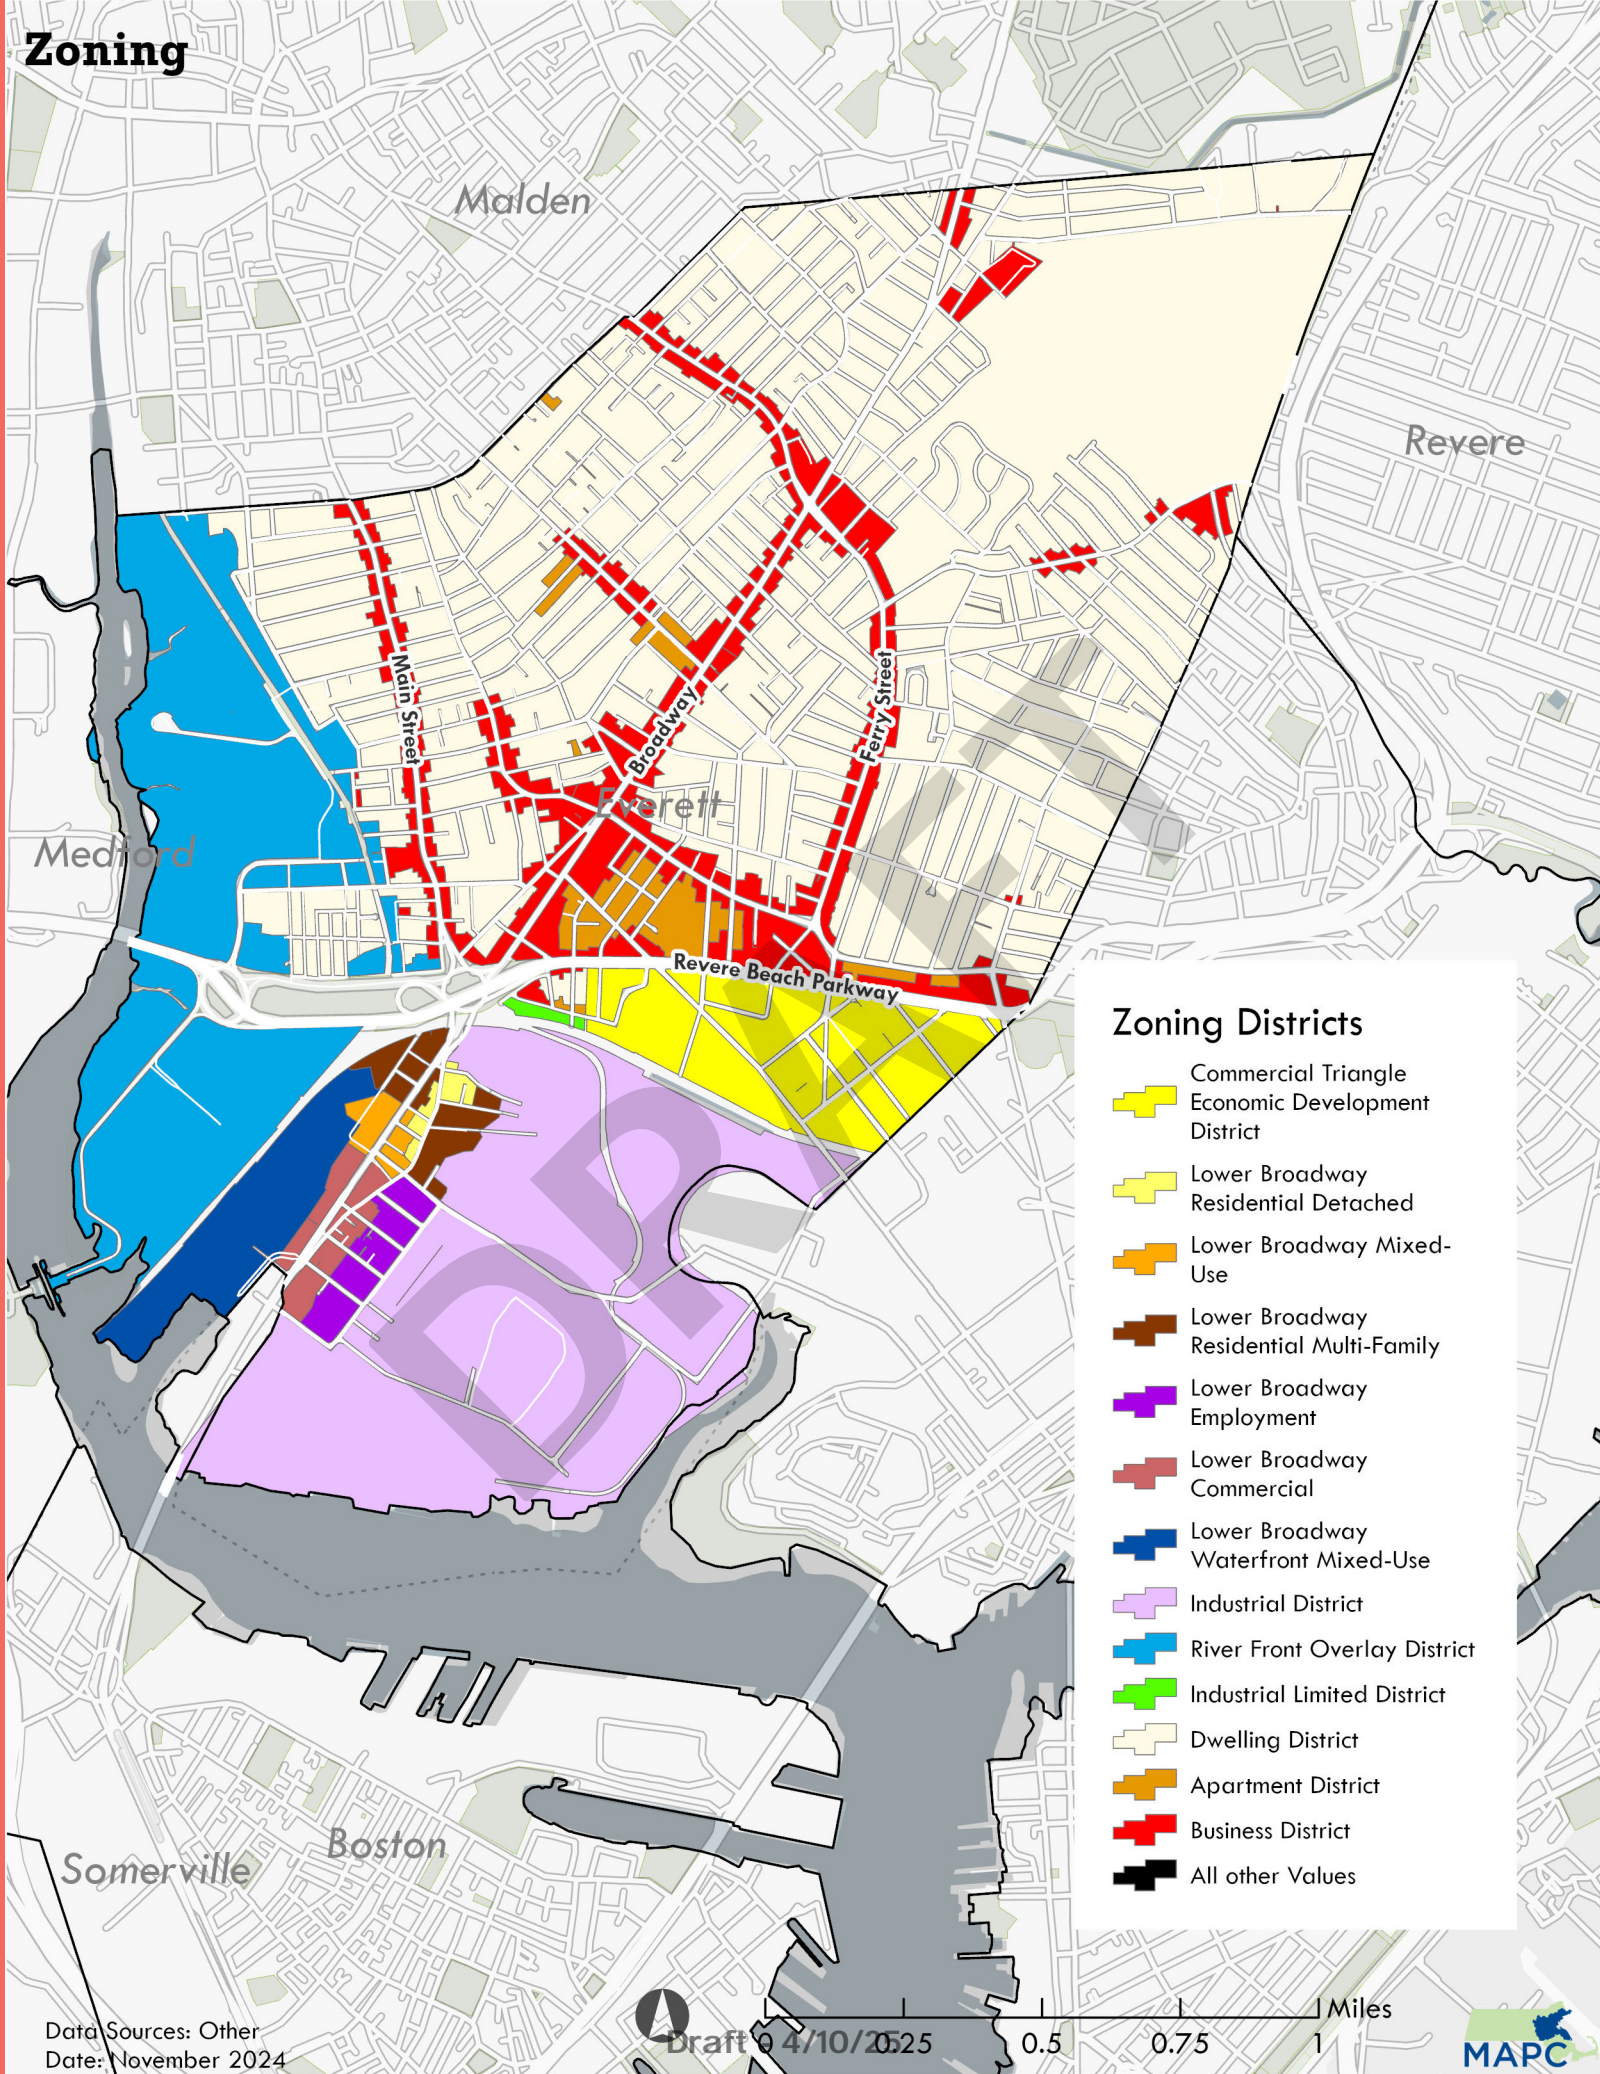 Zoning
Malden
Revere
Main Street
Broadway
Ferry Street
Everett
Medford
Revere Beach Parkway
DRAFT
Zoning Districts
Commercial Triangle
Economic Development
District
Lower Broadway
Residential Detached
Lower Broadway Mixed-
Use
Lower Broadway
Residential Multi-Family
Lower Broadway
Employment
Lower Broadway
Commercial
Lower Broadway
Waterfront Mixed-Use
Industrial District
River Front Overlay District
Industrial Limited District
Dwelling District
Apartment District
Business District
All other Values
Boston
Somerville
Data Sources: Other
Date: November 2024
Draft 4/10/25
0 0.25 0.5 0.75 1 Miles
MAPC